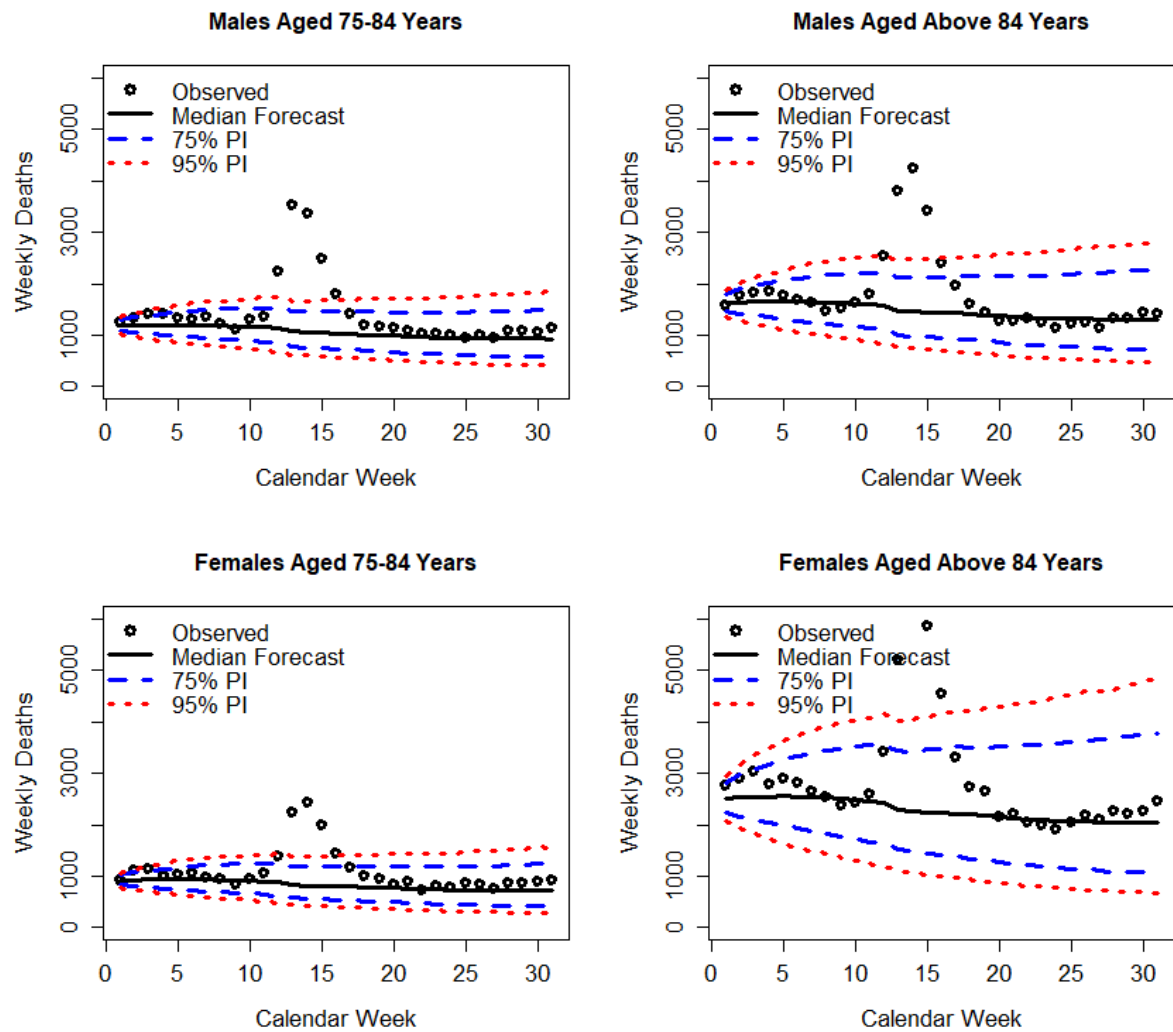 Males Aged 75-84 Years
Weekly Deaths
5000
3000
1000
0
Observed
Median Forecast
75% PI
95% PI
0 5 10 15 20 25 30
Calendar Week
Males Aged Above 84 Years
Weekly Deaths
5000
3000
1000
0
Observed
Median Forecast
75% PI
95% PI
0 5 10 15 20 25 30
Calendar Week
Females Aged 75-84 Years
Weekly Deaths
5000
3000
1000
0
Observed
Median Forecast
75% PI
95% PI
0 5 10 15 20 25 30
Calendar Week
Females Aged Above 84 Years
Weekly Deaths
5000
3000
1000
0
Observed
Median Forecast
75% PI
95% PI
0 5 10 15 20 25 30
Calendar Week